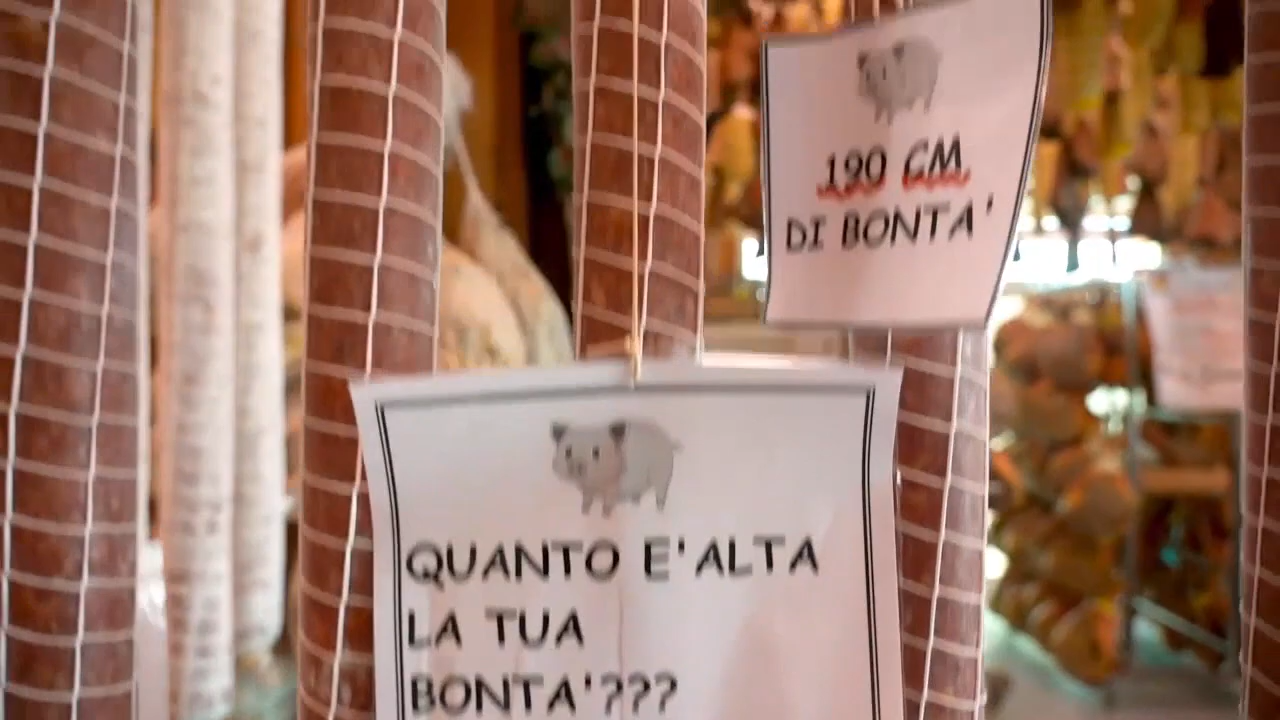 190 CM
DI BONTA'
QUANTO E'ALTA
LA TUA
BONTA'???